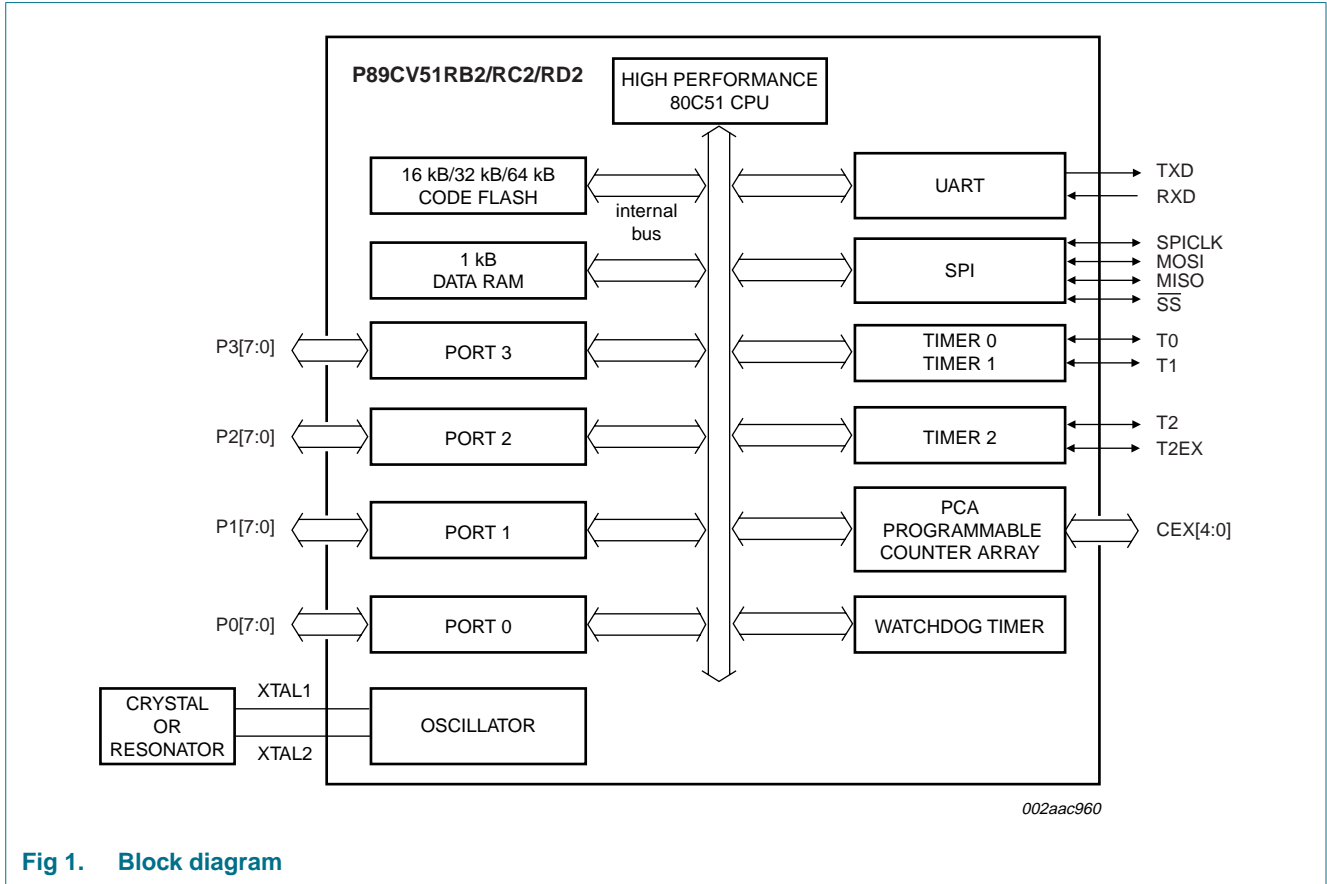 P89CV51RB2/RC2/RD2
HIGH PERFORMANCE
80C51 CPU
16 kB/32 kB/64 kB
CODE FLASH
internal
bus
UART
TXD
RXD
1 kB
DATA RAM
SPI
SPICLK
MOSI
MISO
SS
P3[7:0]
PORT 3
TIMER 0
TIMER 1
T0
T1
P2[7:0]
PORT 2
TIMER 2
T2
T2EX
P1[7:0]
PORT 1
PCA
PROGRAMMABLE
COUNTER ARRAY
CEX[4:0]
P0[7:0]
PORT 0
WATCHDOG TIMER
CRYSTAL
OR
RESONATOR
XTAL1
XTAL2
OSCILLATOR
002aac960
Fig 1. Block diagram